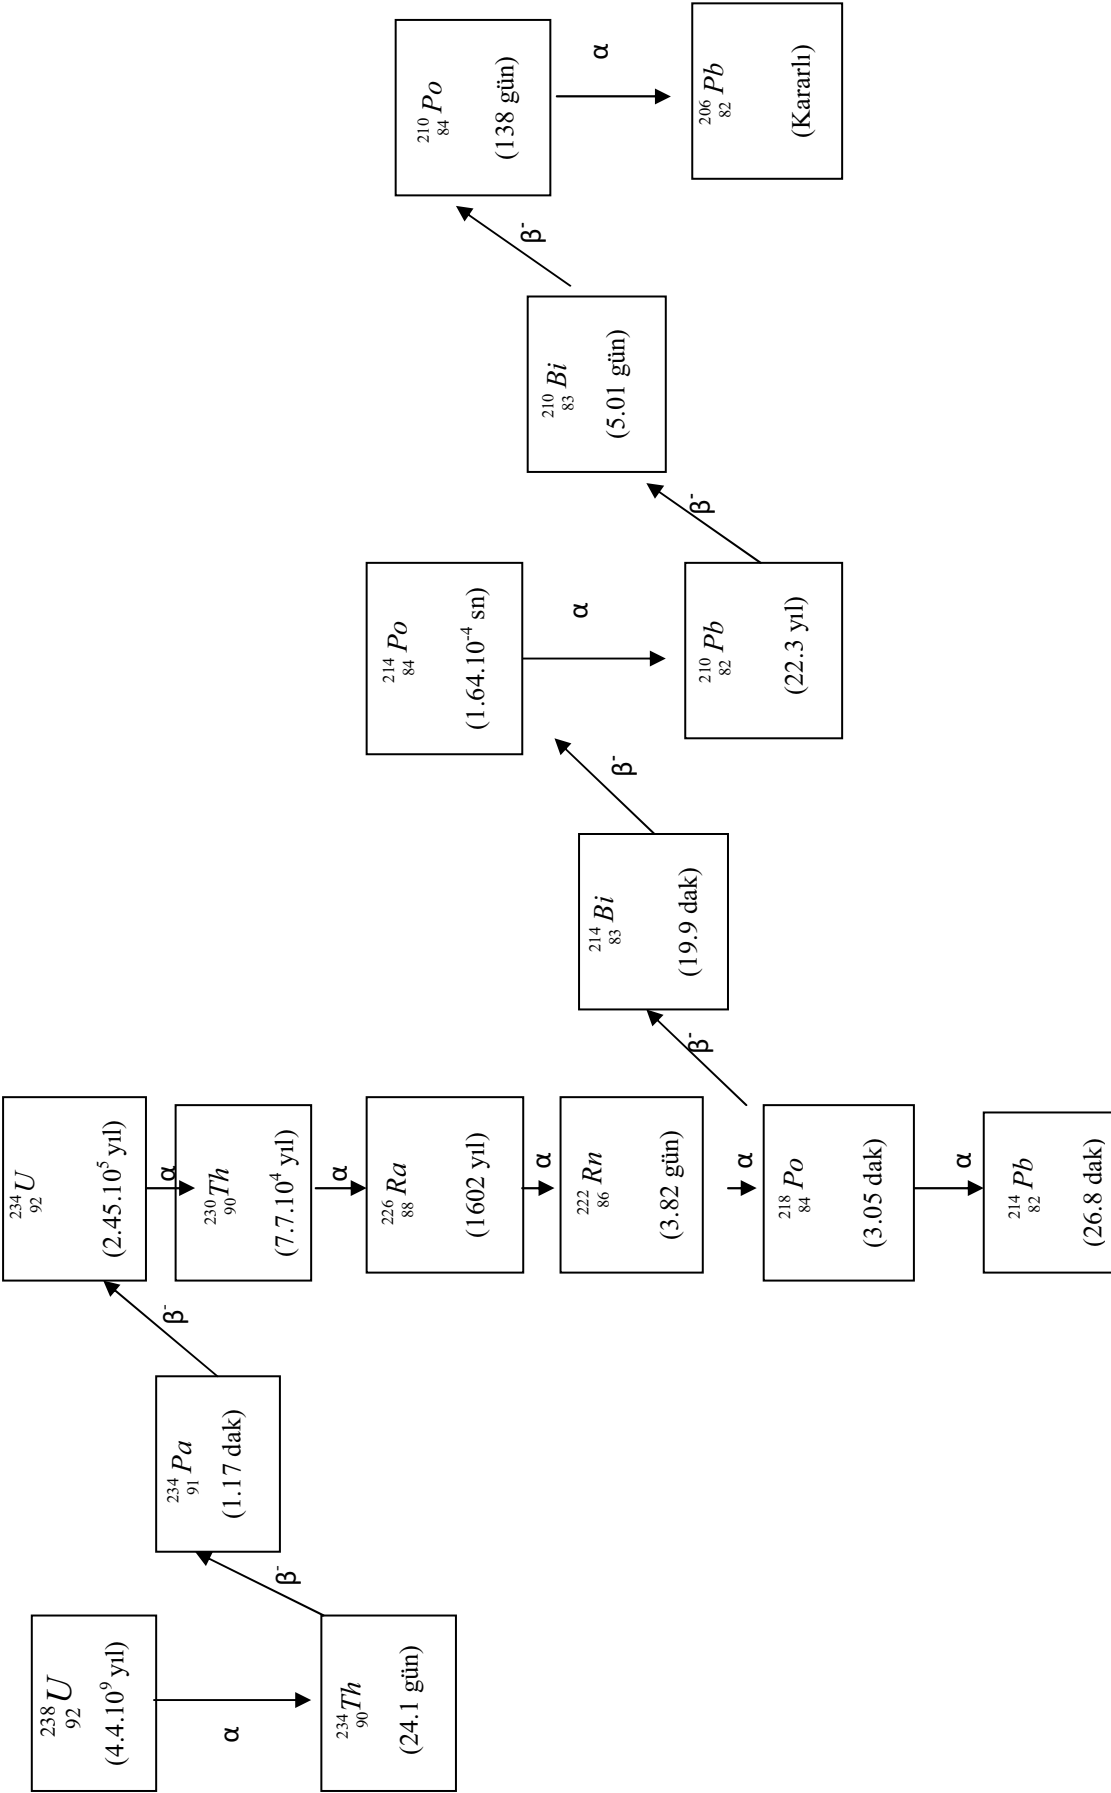 ²³⁸₉₂U
(4.4.10⁹ yıl)
α
²³⁴₉₀Th
(24.1 gün)
β⁻
²³⁴₉₁Pa
(1.17 dak)
β⁻
²³⁴₉₂U
(2.45.10⁵ yıl)
α
²³⁰₉₀Th
(7.7.10⁴ yıl)
α
²²⁶₈₈Ra
(1602 yıl)
α
²²²₈₆Rn
(3.82 gün)
α
²¹⁸₈₄Po
(3.05 dak)
α
²¹⁴₈₂Pb
(26.8 dak)
β⁻
²¹⁴₈₃Bi
(19.9 dak)
β⁻
²¹⁴₈₄Po
(1.64.10⁻⁴ sn)
α
²¹⁰₈₂Pb
(22.3 yıl)
β⁻
²¹⁰₈₃Bi
(5.01 gün)
β⁻
²¹⁰₈₄Po
(138 gün)
α
²⁰⁶₈₂Pb
(Kararlı)